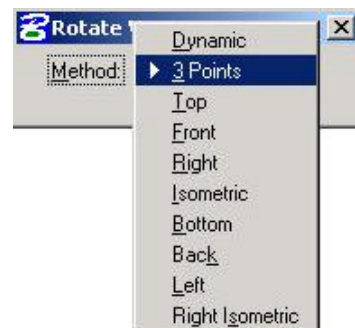 Rotate
Method:
Dynamic
3 Points
Top
Front
Right
Isometric
Bottom
Back
Left
Right Isometric